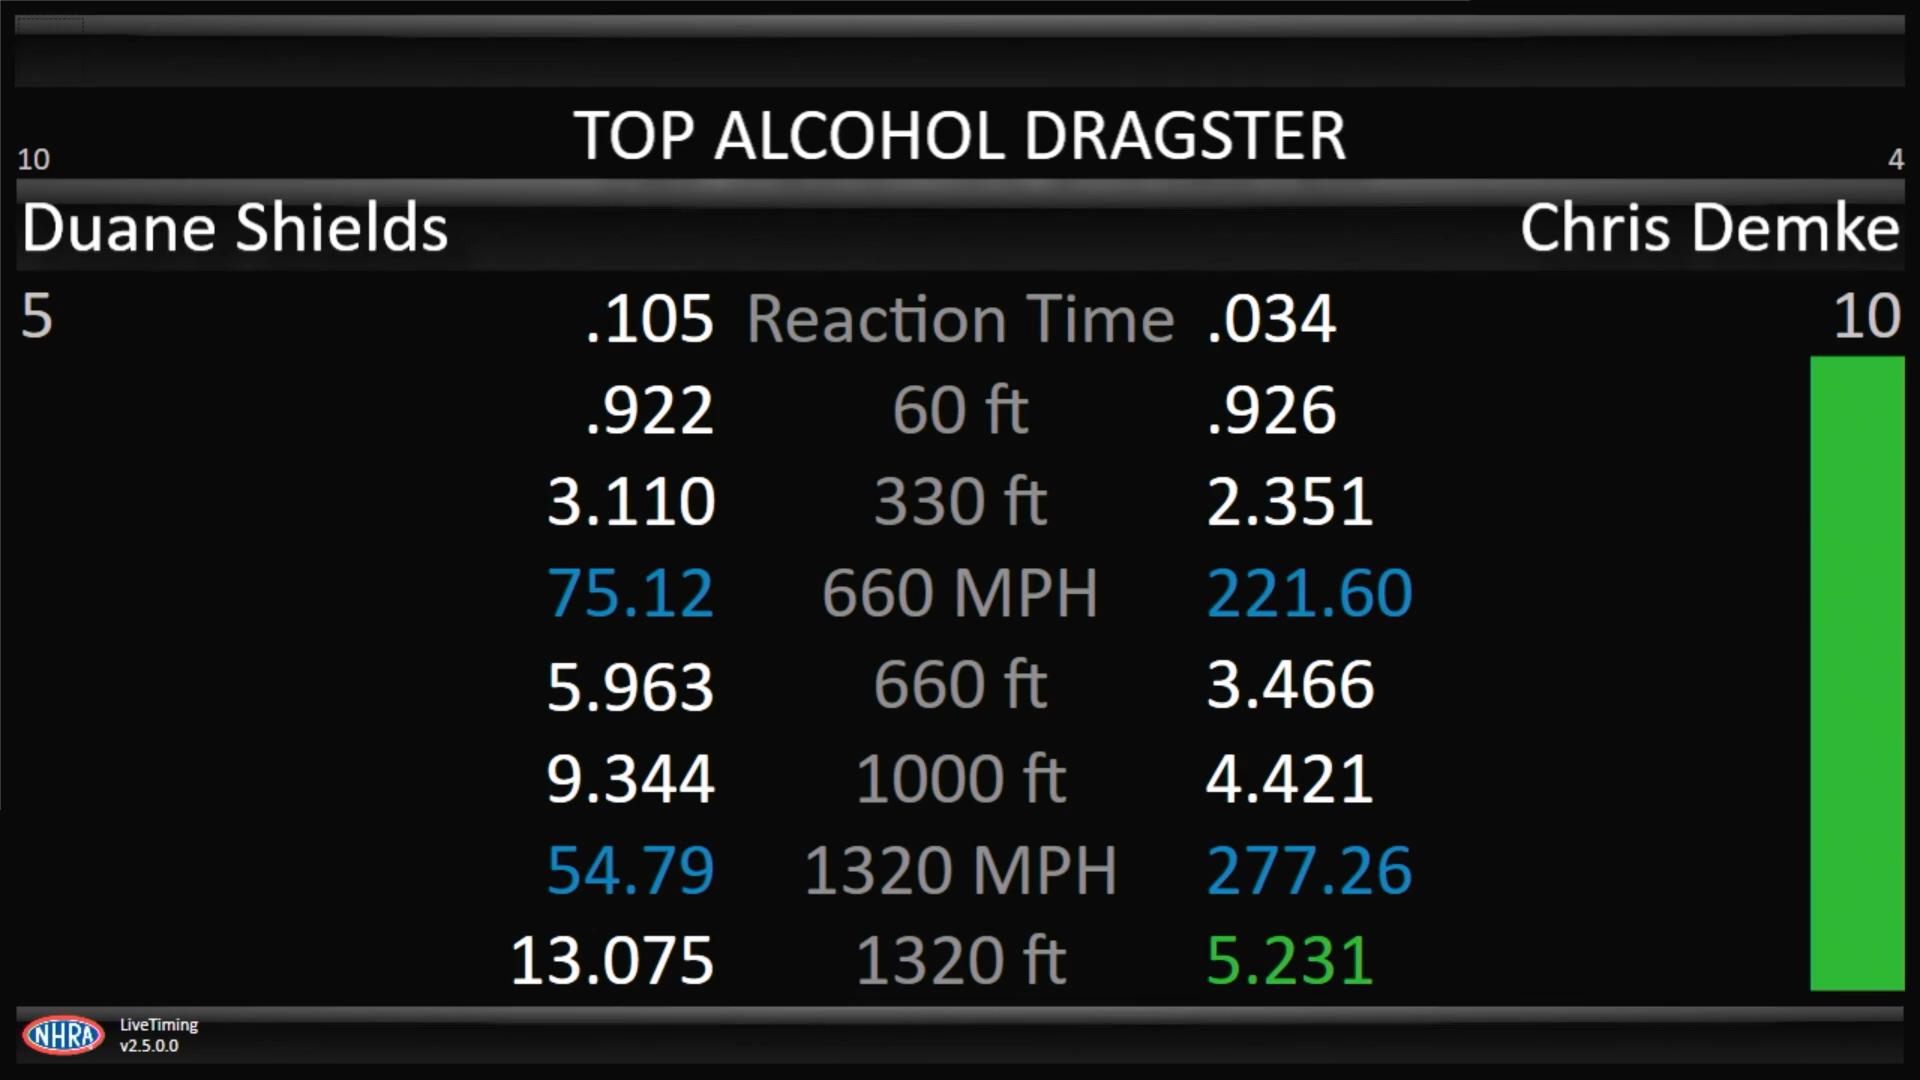 TOP ALCOHOL DRAGSTER
10 4
Duane Shields Chris Demke
5 .105 Reaction Time .034 10
.922 60 ft .926
3.110 330 ft 2.351
75.12 660 MPH 221.60
5.963 660 ft 3.466
9.344 1000 ft 4.421
54.79 1320 MPH 277.26
13.075 1320 ft 5.231
NHRA LiveTiming
v2.5.0.0